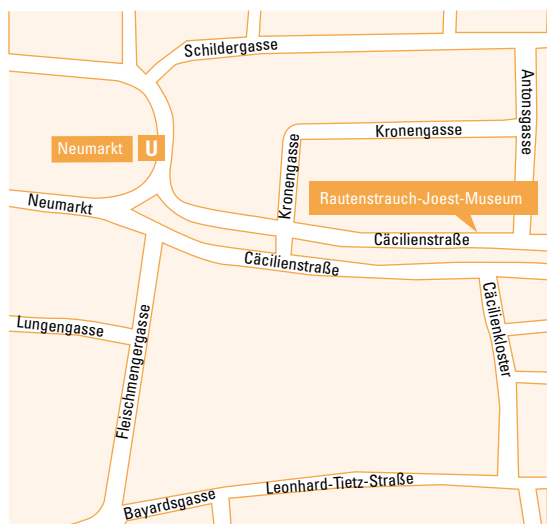 Schildergasse
Antonsgasse
Kronengasse
Neumarkt U
Kronengasse
Rautenstrauch-Joest-Museum
Neumarkt
Cäcilienstraße
Cäcilienstraße
Cäcilienkloster
Lungengasse
Fleischmengergasse
Leonhard-Tietz-Straße
Bayardsgasse